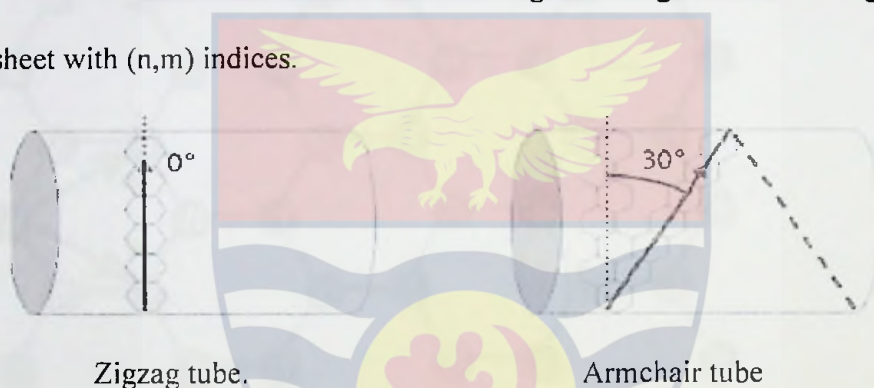 sheet with (n,m) indices.
0°
30°
Zigzag tube.
Armchair tube